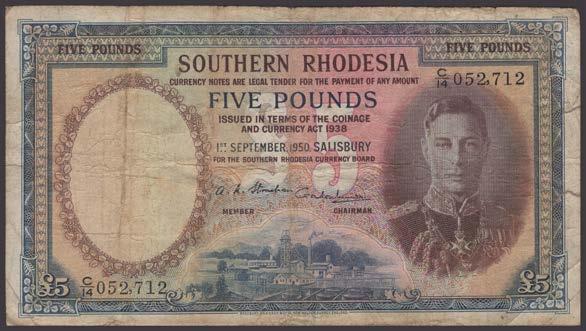 FIVE POUNDS
FIVE POUNDS
SOUTHERN RHODESIA
CURRENCY NOTES ARE LEGAL TENDER FOR THE PAYMENT OF ANY AMOUNT
C/14 052,712
FIVE POUNDS
ISSUED IN TERMS OF THE COINAGE
AND CURRENCY ACT 1938
1ST SEPTEMBER, 1950, SALISBURY
FOR THE SOUTHERN RHODESIA CURRENCY BOARD
£5
MEMBER CHAIRMAN
C/14 052,712
£5
£5